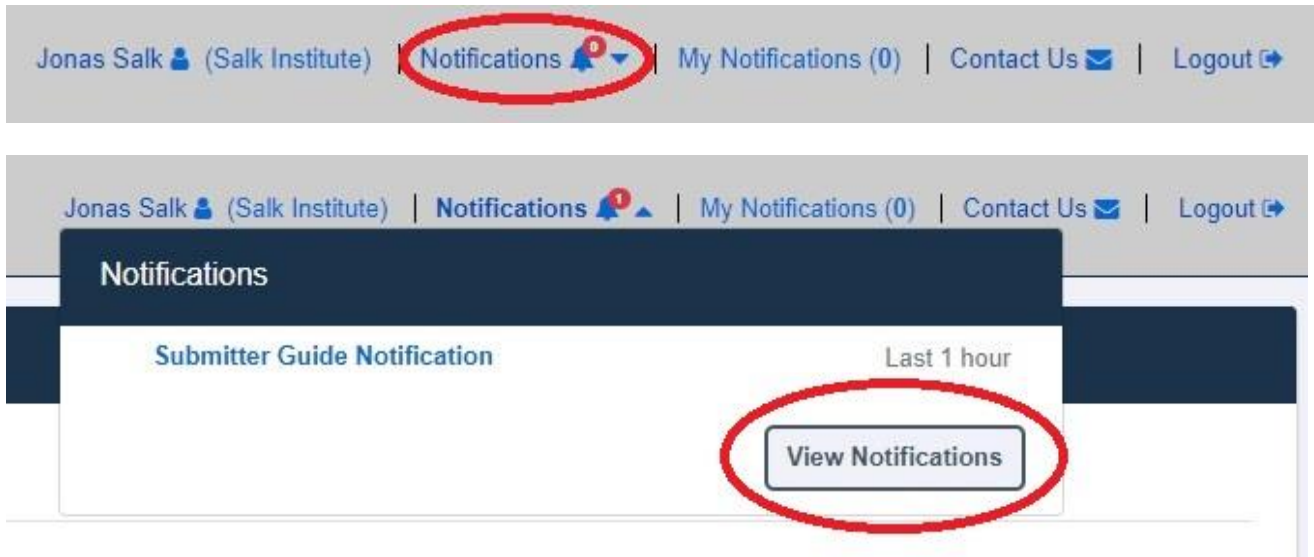 Jonas Salk (Salk Institute) | Notifications 0 | My Notifications (0) | Contact Us | Logout
Jonas Salk (Salk Institute) | Notifications 1 | My Notifications (0) | Contact Us | Logout
Notifications
Submitter Guide Notification Last 1 hour
View Notifications